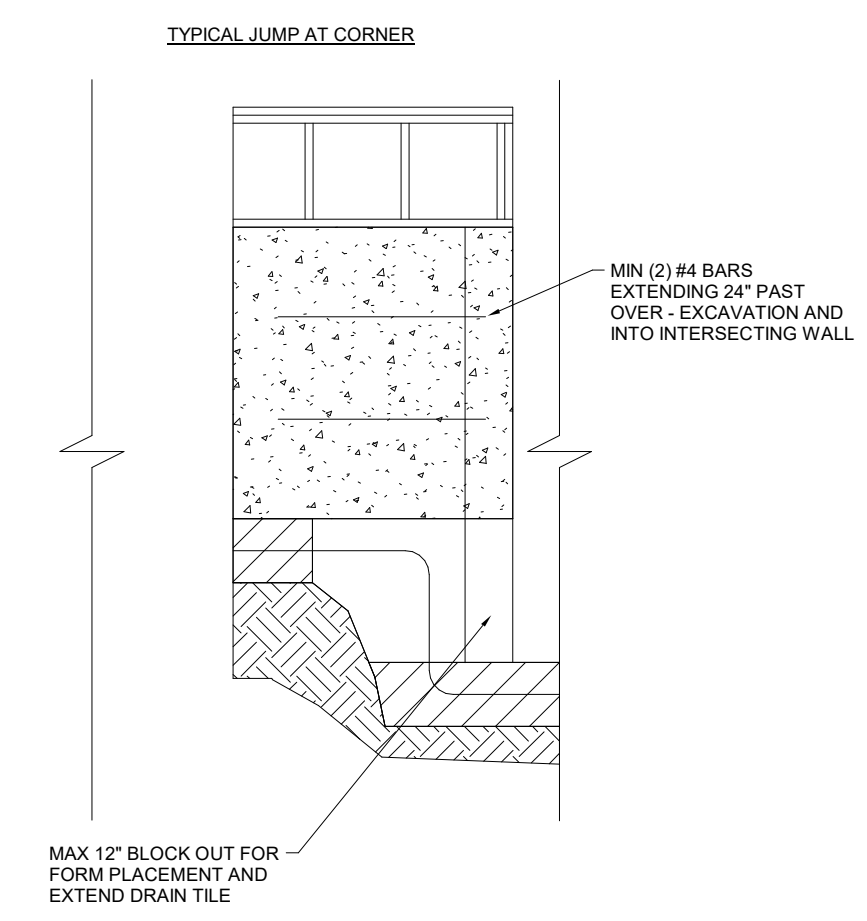 TYPICAL JUMP AT CORNER
MIN (2) #4 BARS
EXTENDING 24" PAST
OVER - EXCAVATION AND
INTO INTERSECTING WALL
MAX 12" BLOCK OUT FOR
FORM PLACEMENT AND
EXTEND DRAIN TILE